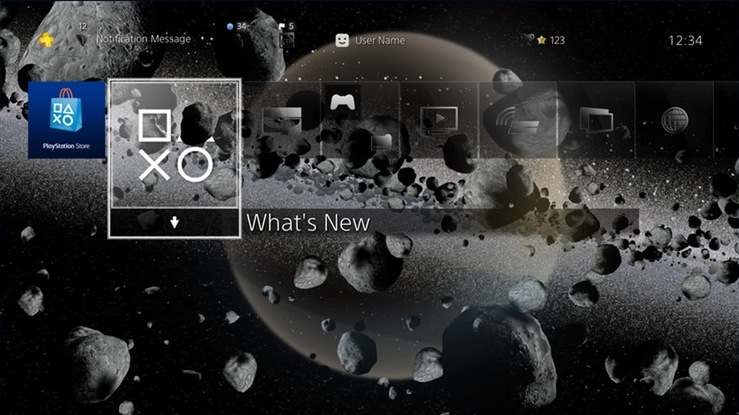 12
Notification Message
34
5
User Name
123
12:34
PlayStation Store
What's New